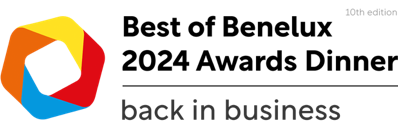 10th edition
Best of Benelux
2024 Awards Dinner
back in business